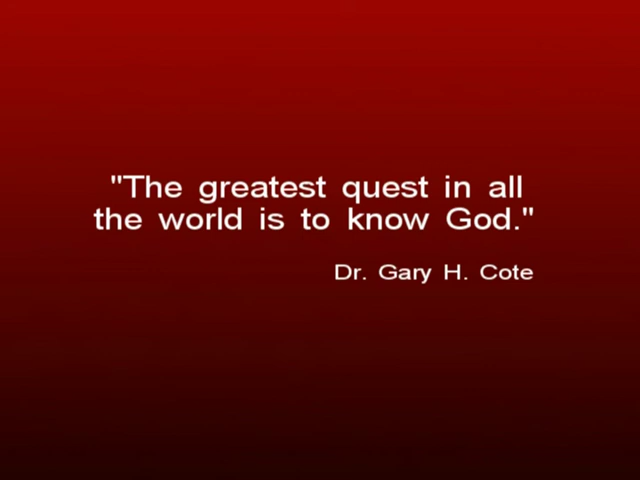 "The greatest quest in all
the world is to know God."
Dr. Gary H. Cote